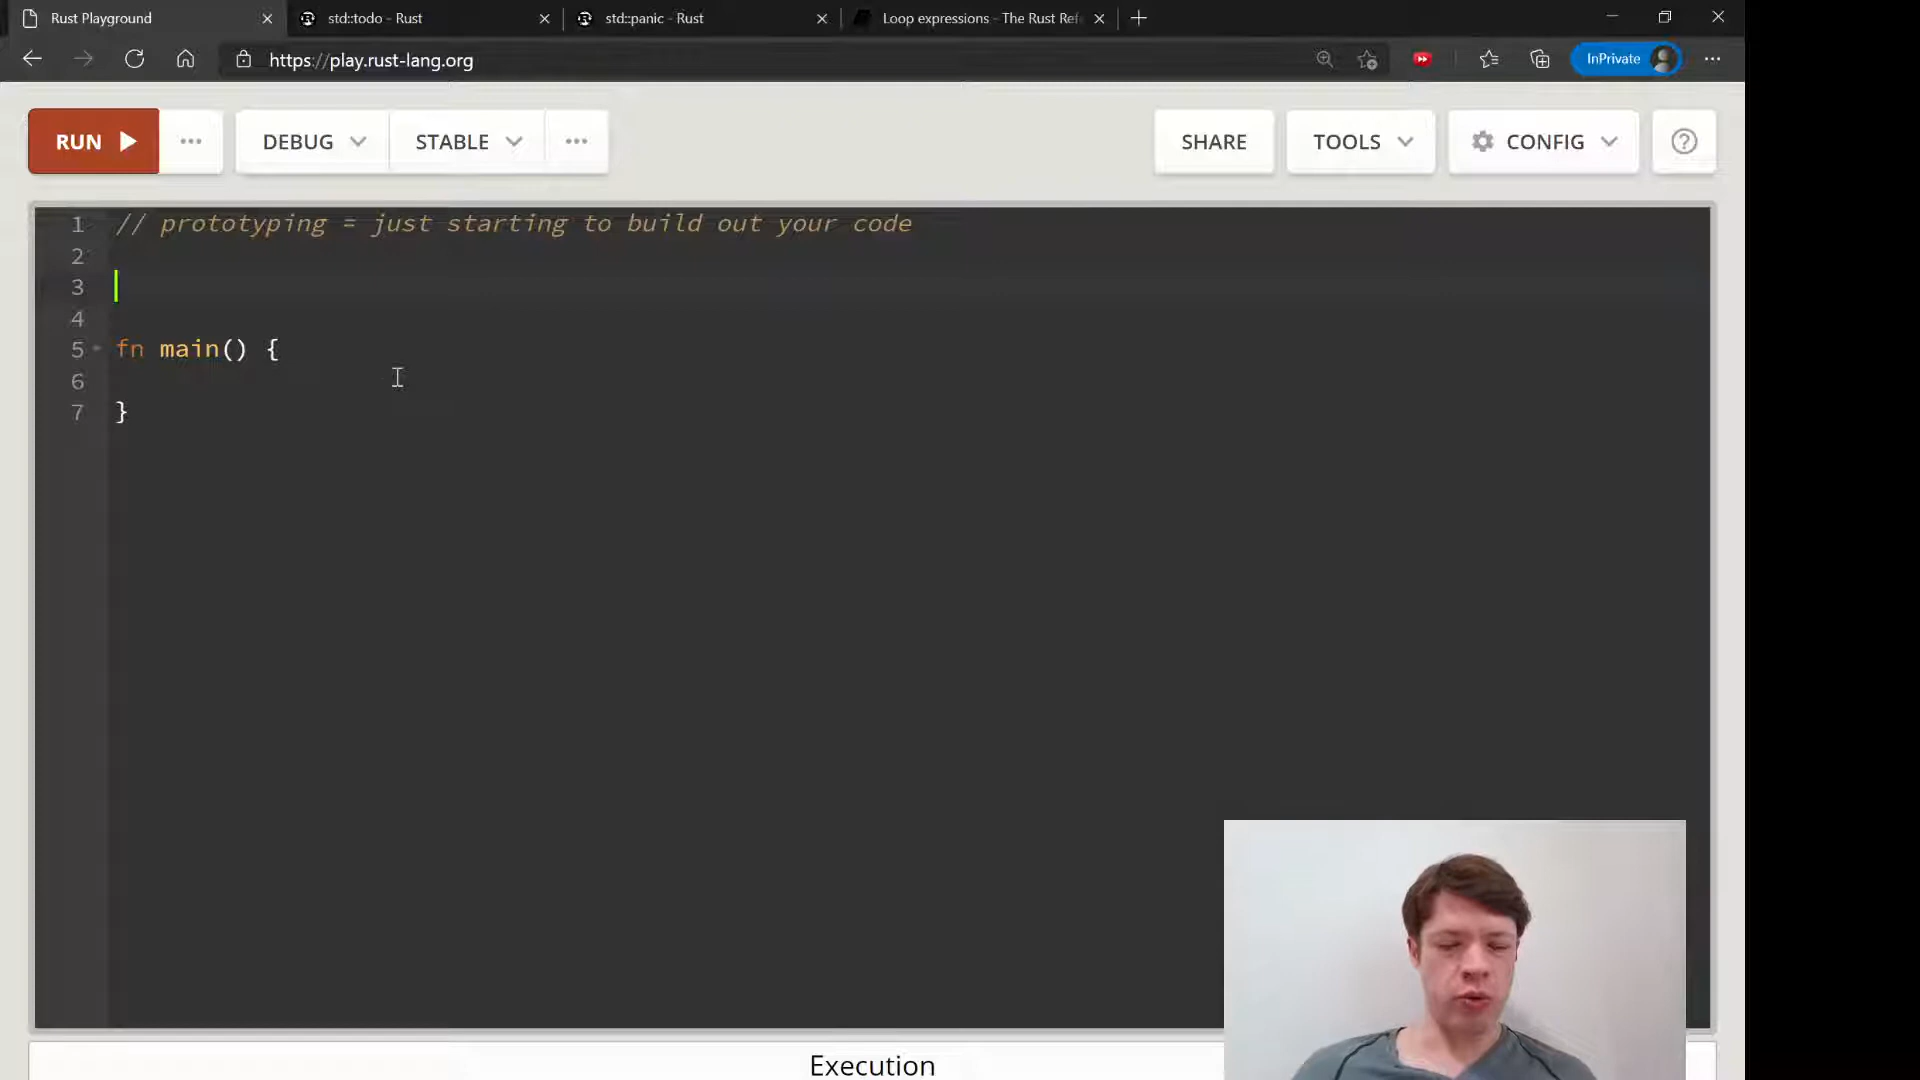 Rust Playground
std::todo - Rust
std::panic - Rust
Loop expressions - The Rust Ref
https://play.rust-lang.org
InPrivate
RUN
DEBUG
STABLE
SHARE
TOOLS
CONFIG
1 // prototyping = just starting to build out your code
2
3
4
5 fn main() {
6
7 }
Execution